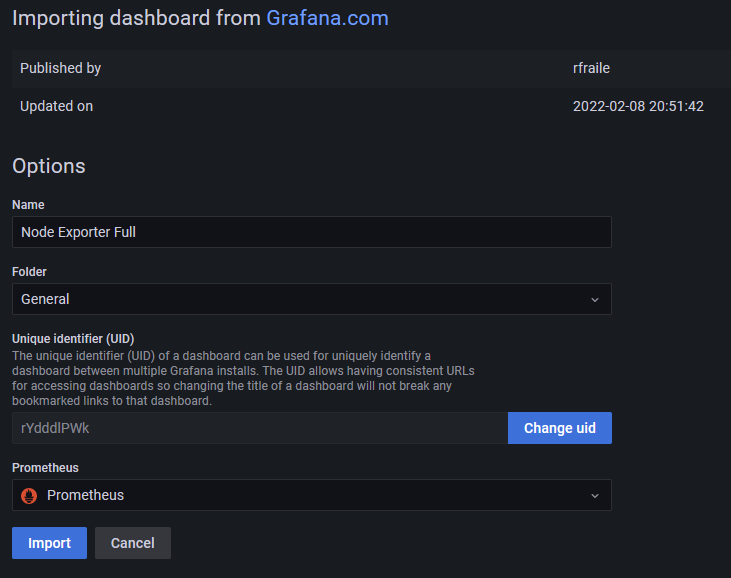 Importing dashboard from Grafana.com
Published by rfraile
Updated on 2022-02-08 20:51:42
Options
Name
Node Exporter Full
Folder
General
Unique identifier (UID)
The unique identifier (UID) of a dashboard can be used for uniquely identify a
dashboard between multiple Grafana installs. The UID allows having consistent URLs
for accessing dashboards so changing the title of a dashboard will not break any
bookmarked links to that dashboard.
rYdddlPWk
Change uid
Prometheus
Prometheus
Import Cancel